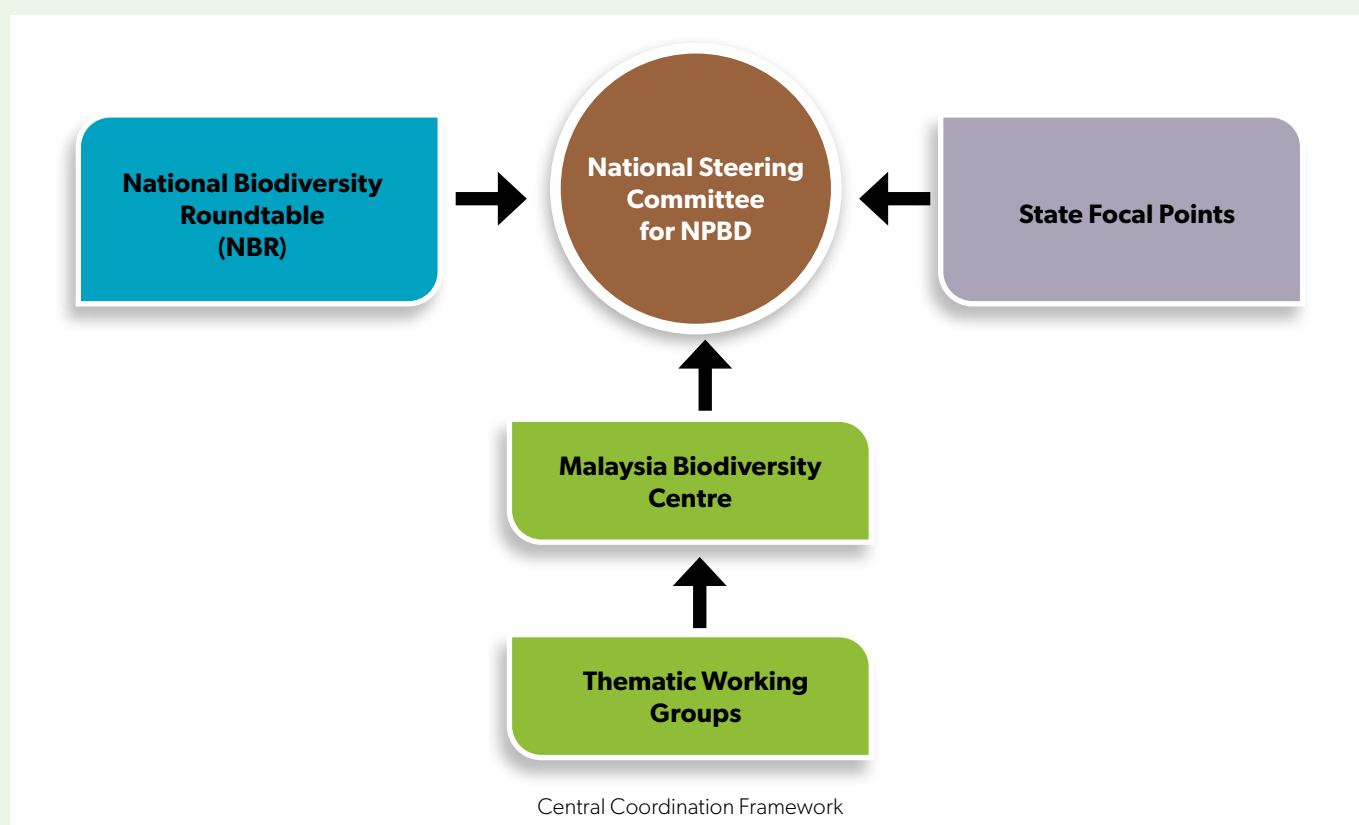 National Biodiversity
Roundtable
(NBR)
National Steering
Committee
for NPBD
State Focal Points
Malaysia Biodiversity
Centre
Thematic Working
Groups
Central Coordination Framework